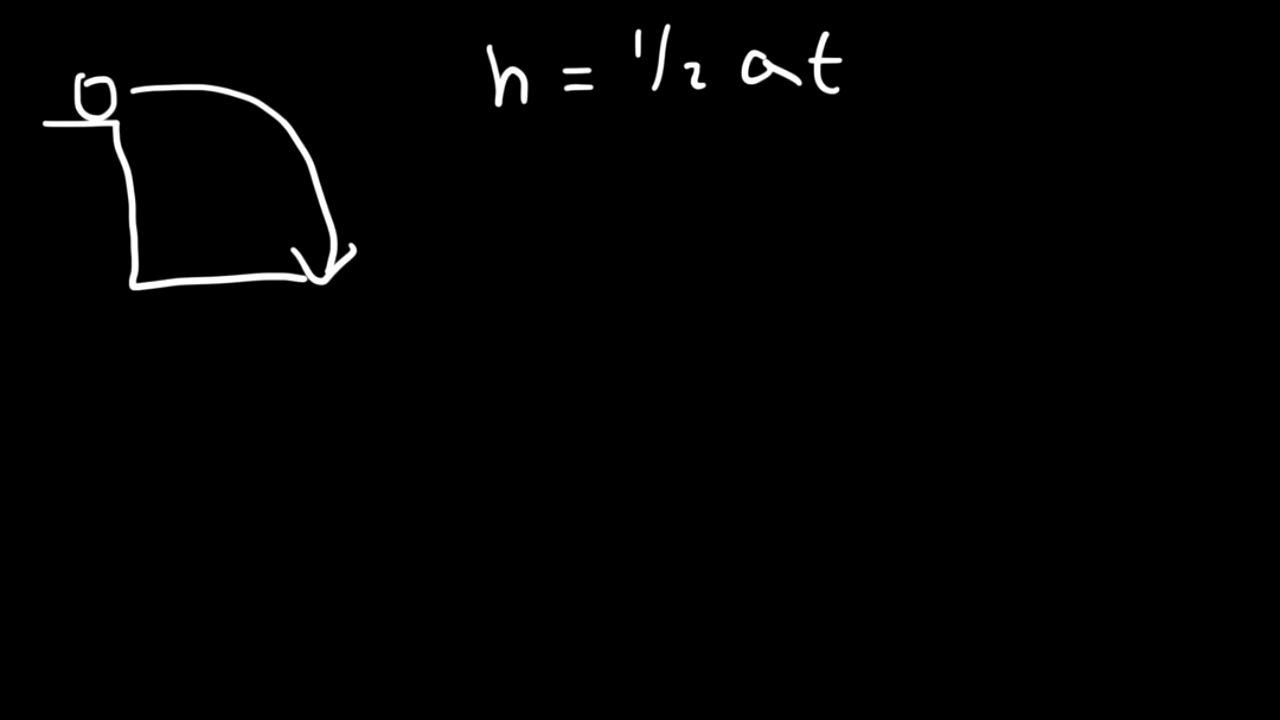 h = 1/2 at